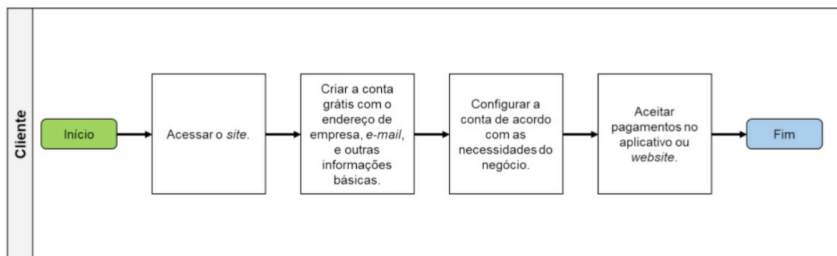 Cliente
Início
Acessar o site.
Criar a conta
grátis com o
endereço de
empresa, e-mail,
e outras
informações
básicas.
Configurar a
conta de acordo
com as
necessidades do
negócio.
Aceitar
pagamentos no
aplicativo ou
website.
Fim